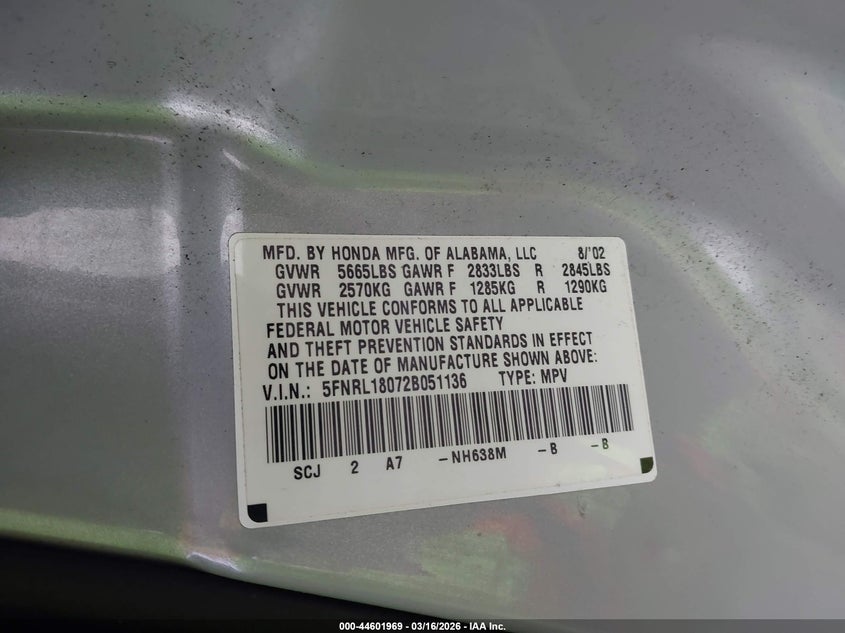 MFD. BY HONDA MFG. OF ALABAMA, LLC 8/'02
GVWR 5665LBS GAWR F 2833LBS R 2845LBS
GVWR 2570KG GAWR F 1285KG R 1290KG
THIS VEHICLE CONFORMS TO ALL APPLICABLE
FEDERAL MOTOR VEHICLE SAFETY
AND THEFT PREVENTION STANDARDS IN EFFECT
ON THE DATE OF MANUFACTURE SHOWN ABOVE:
V.I.N.: 5FNRL18072B051136 TYPE: MPV
SCJ 2 A7 -NH638M -B -B
000-44601969 - 03/16/2026 - IAA Inc.